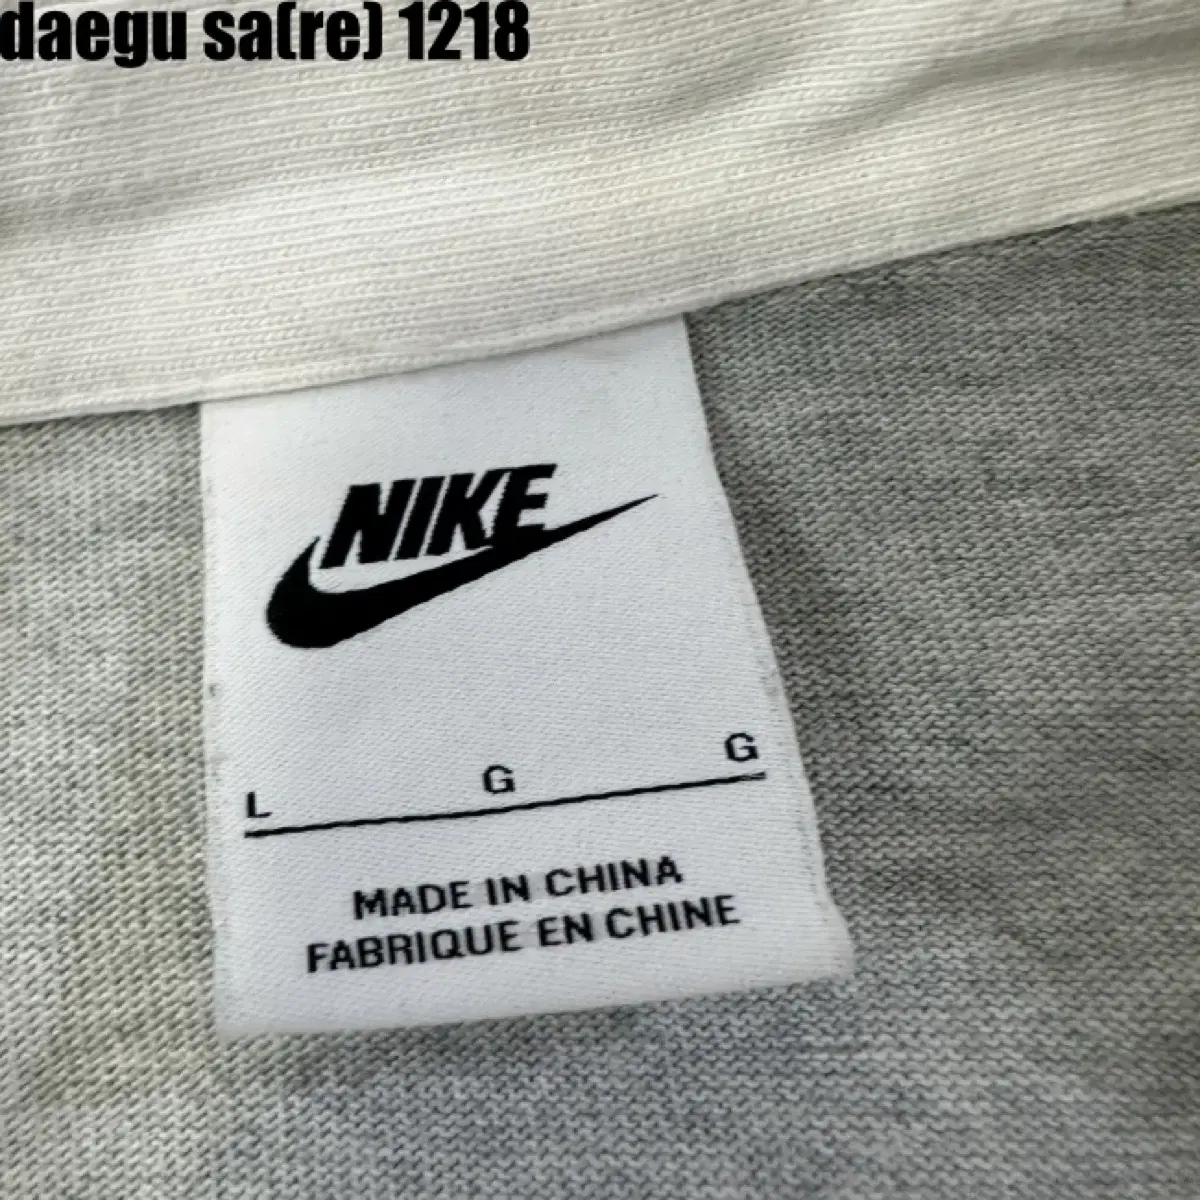 daegu sa(re) 1218
NIKE
L G G
MADE IN CHINA
FABRIQUE EN CHINE